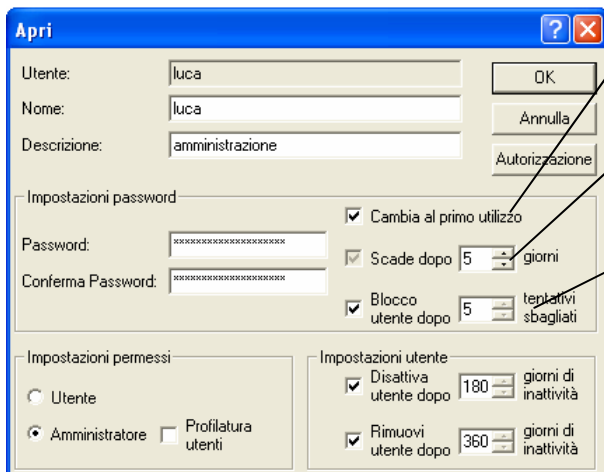 Apri
Utente: luca
OK
Nome: luca
Annulla
Descrizione: amministrazione
Autorizzazione
Impostazioni password
Cambia al primo utilizzo
Password: ********************
Scade dopo 5 giorni
Conferma Password: ********************
Blocco utente dopo 5 tentativi sbagliati
Impostazioni permessi
Utente
Amministratore
Profilatura utenti
Impostazioni utente
Disattiva utente dopo 180 giorni di inattività
Rimuovi utente dopo 360 giorni di inattività